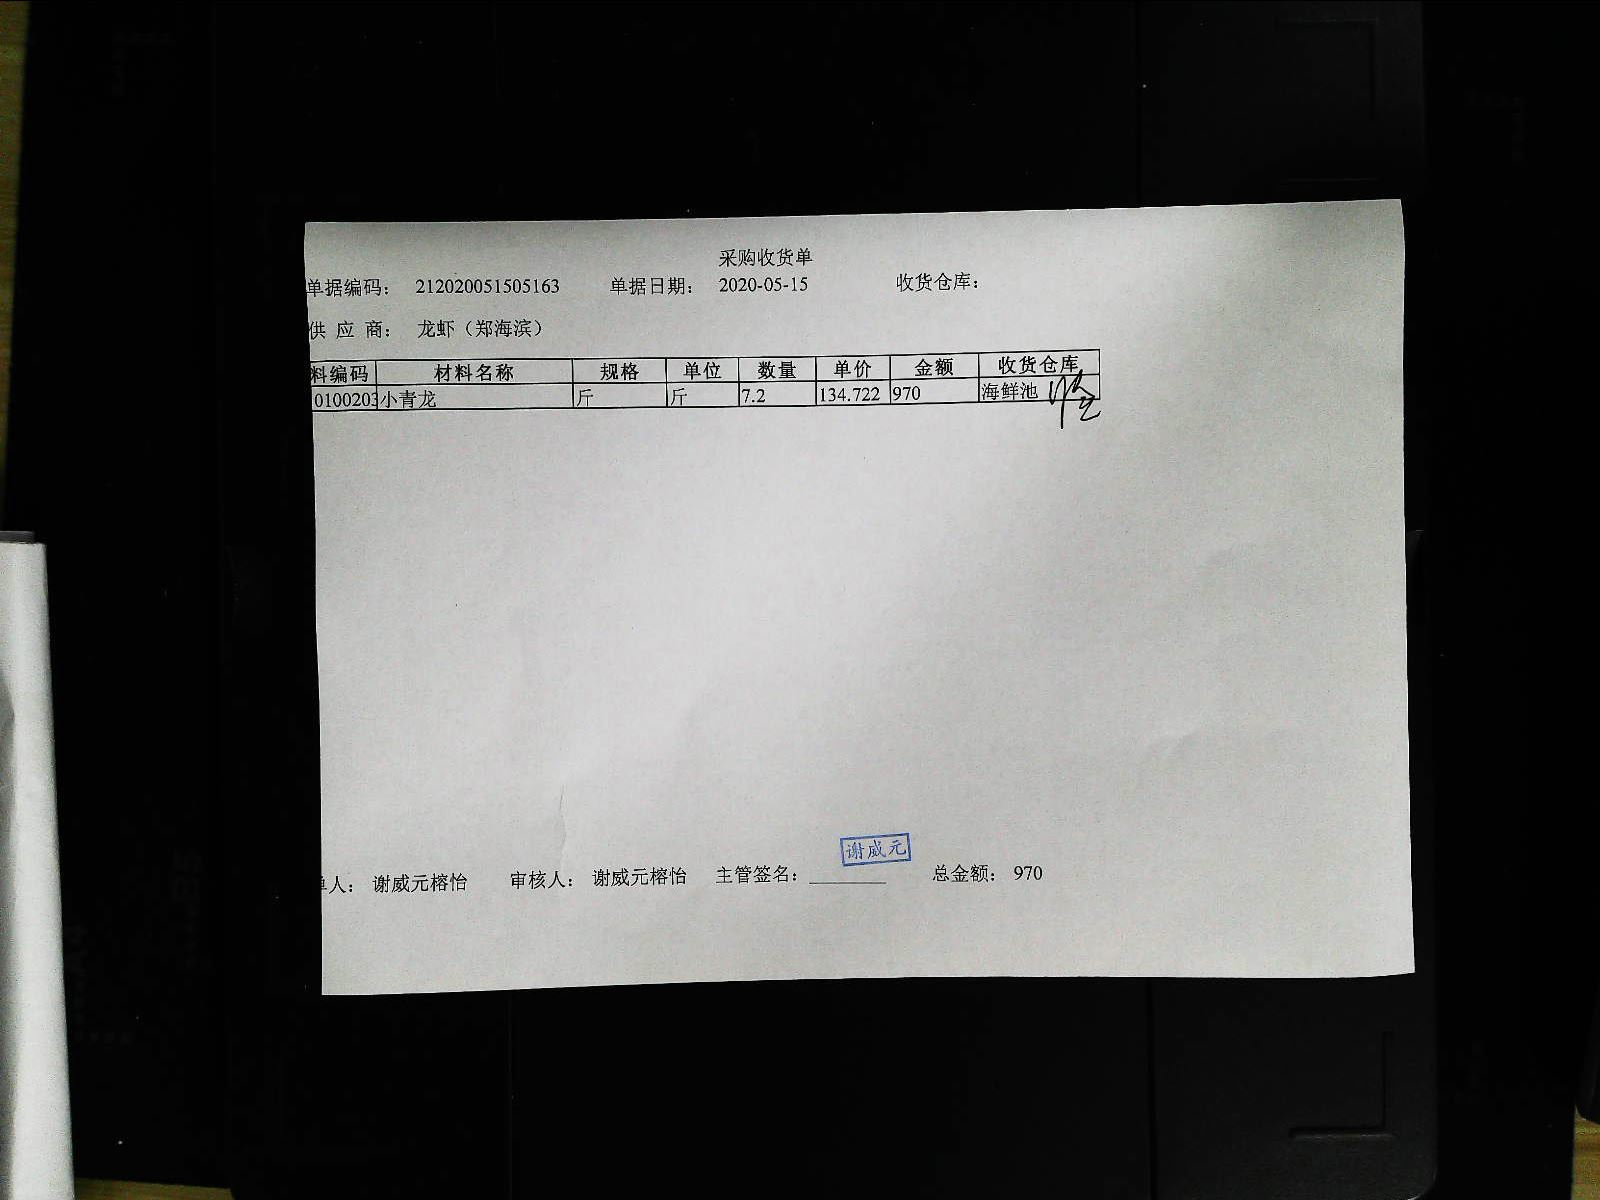 采购收货单
单据编码: 212020051505163 单据日期: 2020-05-15 收货仓库:
供 应 商: 龙虾（郑海滨）
料编码 材料名称 规格 单位 数量 单价 金额 收货仓库
0100203 小青龙 斤 斤 7.2 134.722 970 海鲜池
谢威元
单人: 谢威元榕怡 审核人: 谢威元榕怡 主管签名: 总金额: 970